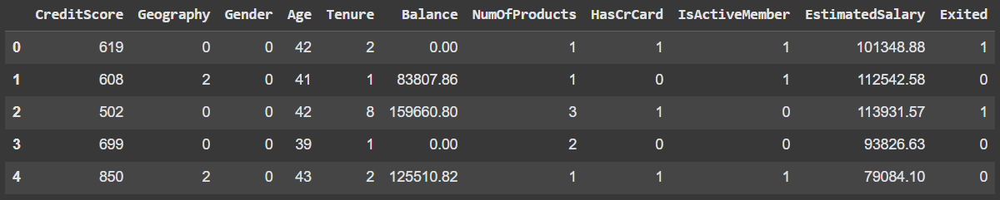 CreditScore Geography Gender Age Tenure Balance NumOfProducts HasCrCard IsActiveMember EstimatedSalary Exited
0 619 0 0 42 2 0.00 1 1 1 101348.88 1
1 608 2 0 41 1 83807.86 1 0 1 112542.58 0
2 502 0 0 42 8 159660.80 3 1 0 113931.57 1
3 699 0 0 39 1 0.00 2 0 0 93826.63 0
4 850 2 0 43 2 125510.82 1 1 1 79084.10 0